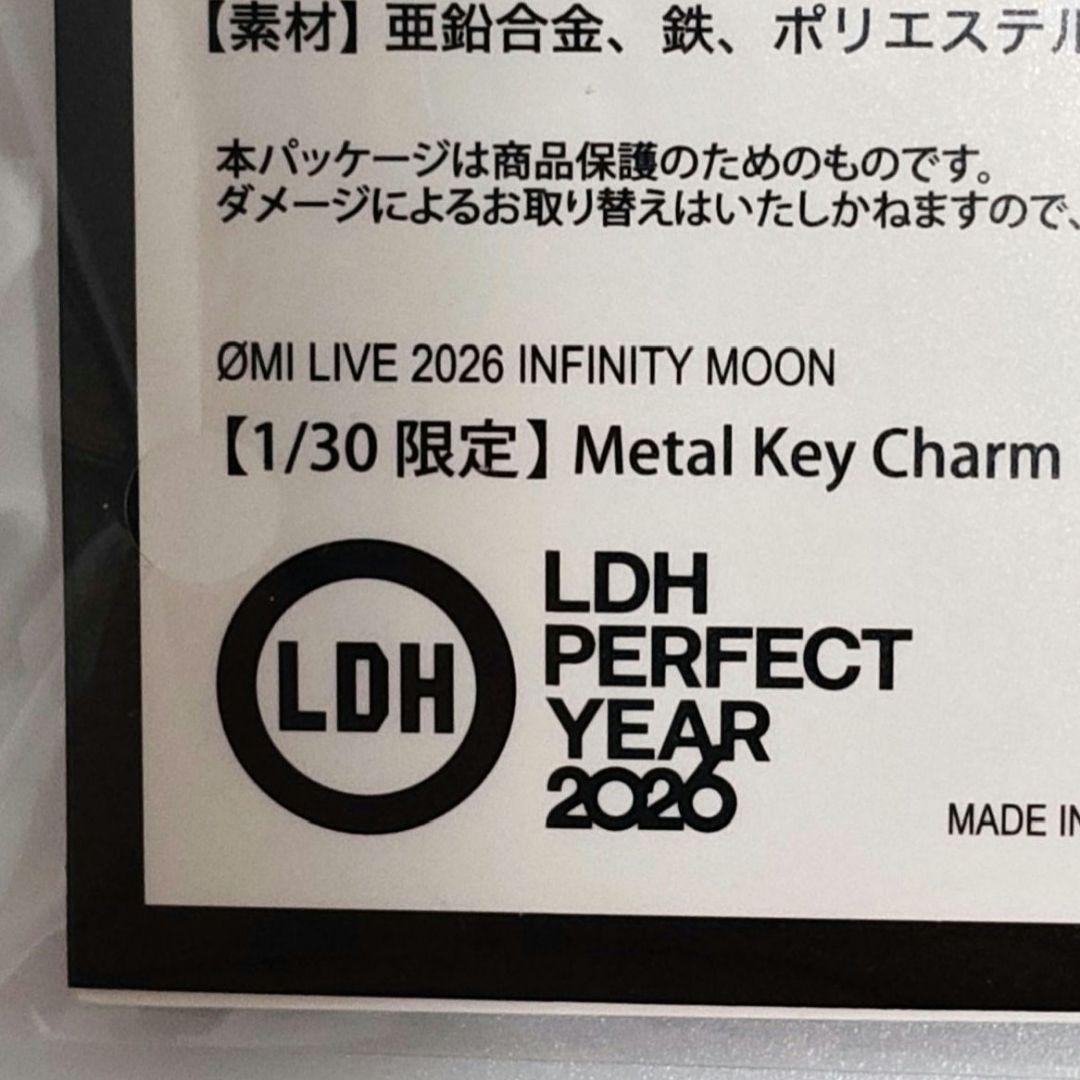 【素材】亜鉛合金、鉄、ポリエステル
本パッケージは商品保護のためのものです。
ダメージによるお取り替えはいたしかねますので、
ØMI LIVE 2026 INFINITY MOON
【1/30 限定】Metal Key Charm
LDH
LDH
PERFECT
YEAR
2026
MADE IN